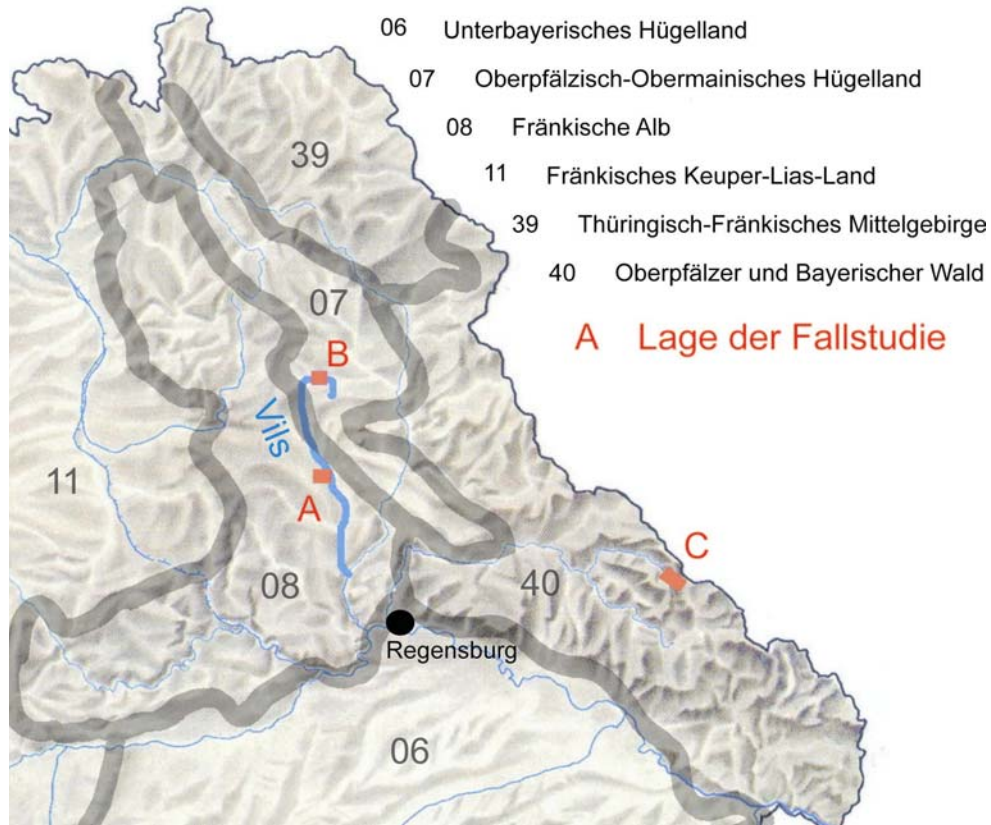 06 Unterbayerisches Hügelland
07 Oberpfälzisch-Obermainisches Hügelland
08 Fränkische Alb
11 Fränkisches Keuper-Lias-Land
39 Thüringisch-Fränkisches Mittelgebirge
40 Oberpfälzer und Bayerischer Wald
A Lage der Fallstudie
39
07
B
Vils
11
A
C
08
40
Regensburg
06